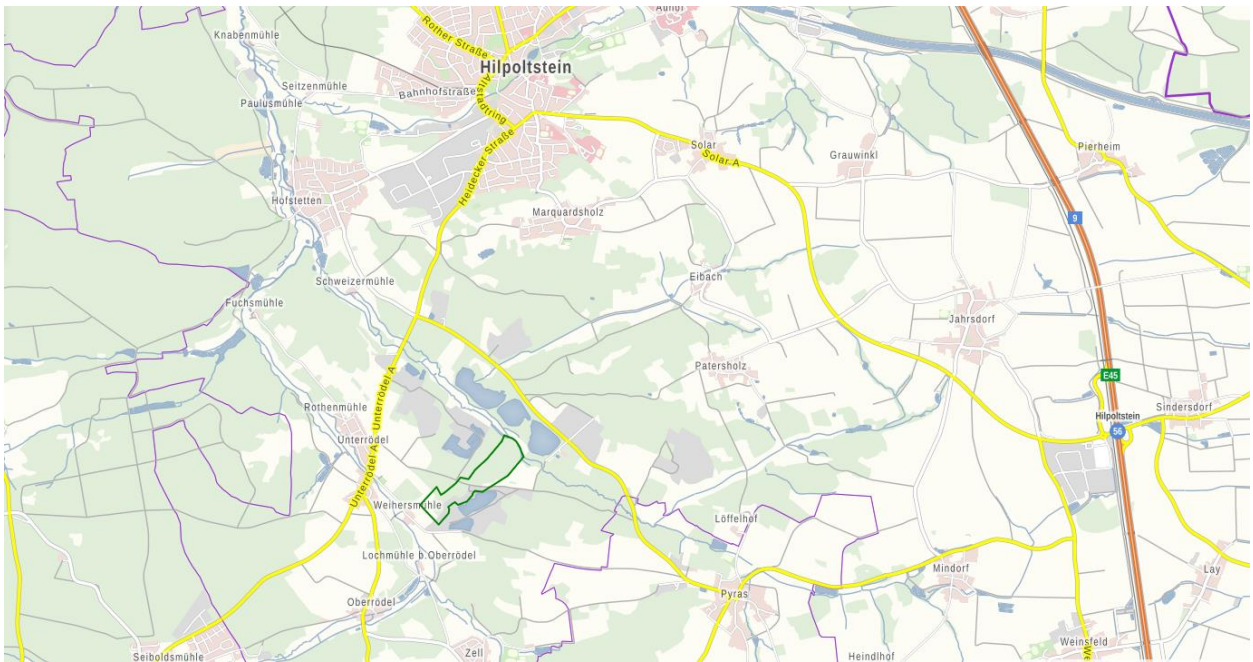 Knabenmühle
Rother Straße
Auhof
Hilpoltstein
Seitzenmühle
Bahnhofstraße
Altstadtring
Paulusmühle
Heidecker Straße
Solar
Solar A
Grauwinkl
Pierheim
Hofstetten
Marquardsholz
9
Schweizermühle
Eibach
Fuchsmühle
Jahrsdorf
Patersholz
E45
Unterrödel A
Rothenmühle
Hilpoltstein
Sindersdorf
56
Unterrödel
Unterrödel A
Weihersmühle
Löffelhof
Lochmühle b.Oberrödel
Mindorf
Lay
Pyras
Oberrödel
Zell
Weinsfeld
We
Seiboldsmühle
Heindlhof